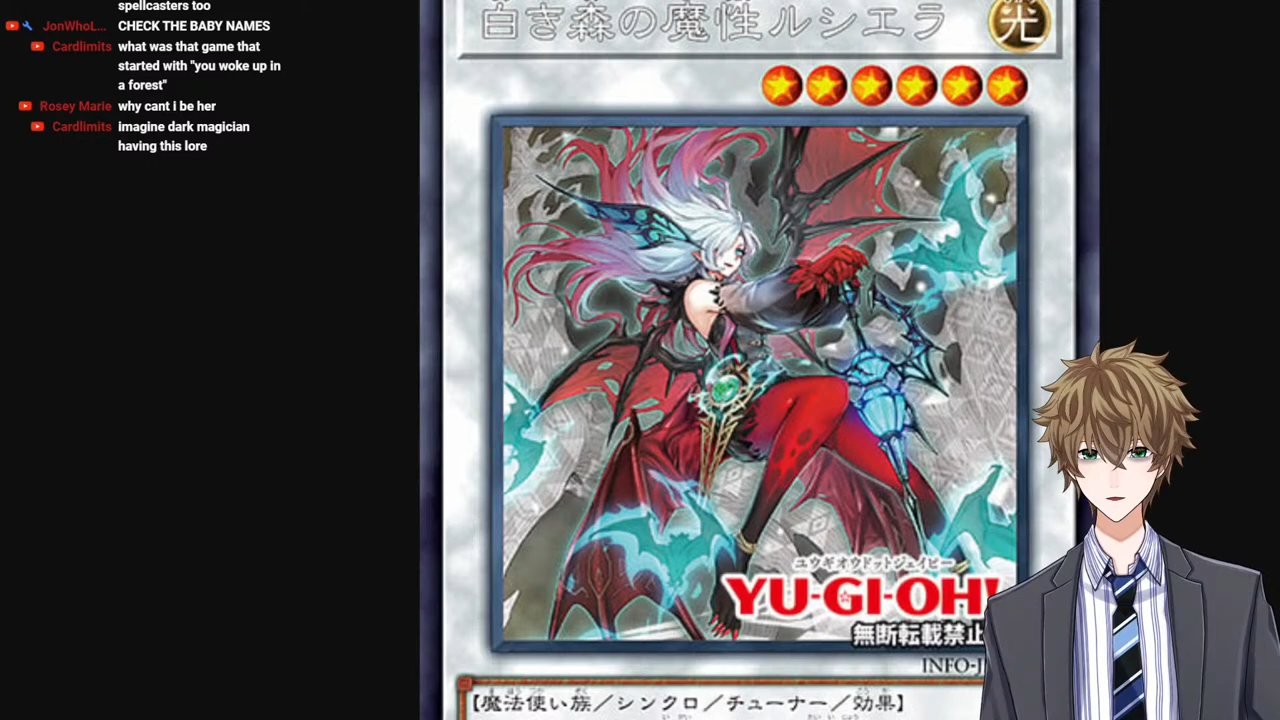 spellcasters too
JonWhoL... CHECK THE BABY NAMES
Cardlimits what was that game that
started with "you woke up in
a forest"
Rosey Marie why cant i be her
Cardlimits imagine dark magician
having this lore
白き森の魔性ルシエラ
光
ユウギオウドットジェイピー
YU-GI-OH!
無断転載禁止
INFO-J
【魔法使い族／シンクロ／チューナー／効果】